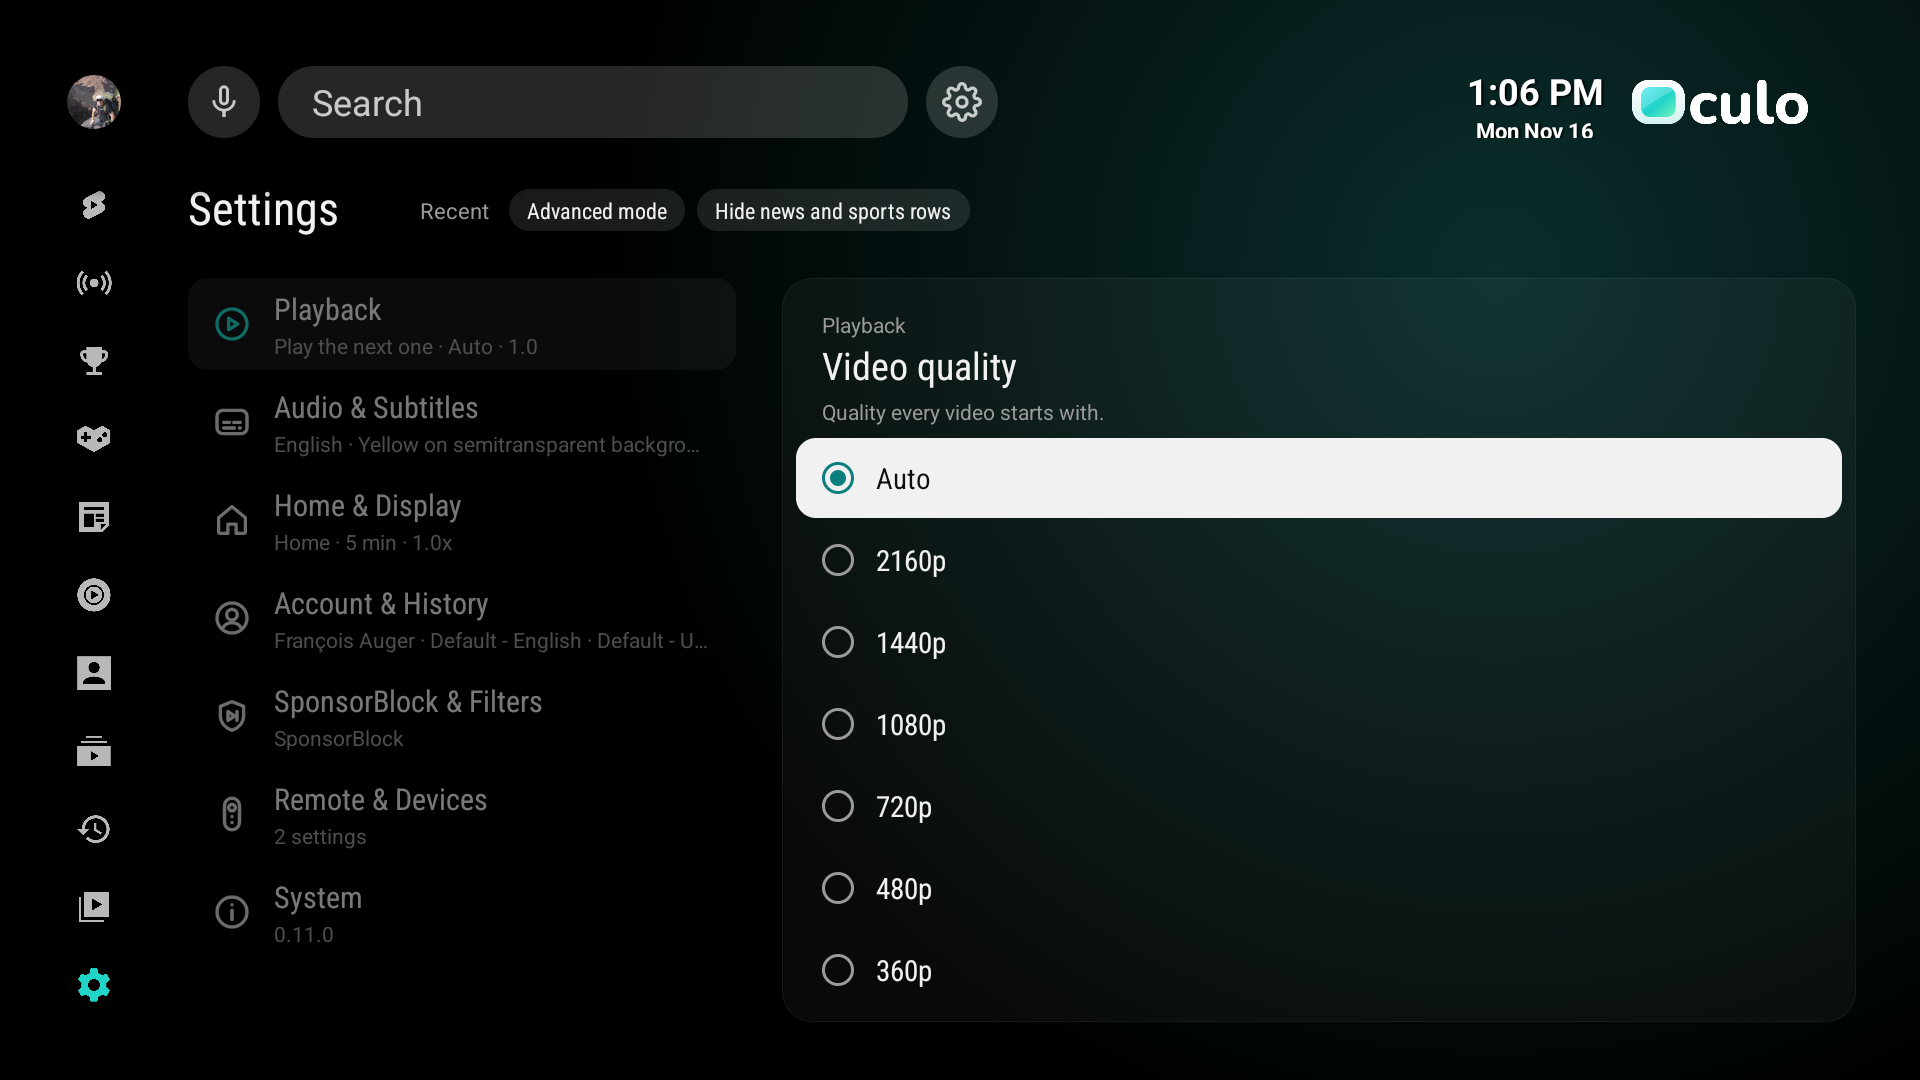 Search
1:06 PM
Mon Nov 16
Oculo
Settings
Recent
Advanced mode
Hide news and sports rows
Playback
Play the next one · Auto · 1.0
Audio & Subtitles
English · Yellow on semitransparent backgro...
Home & Display
Home · 5 min · 1.0x
Account & History
François Auger · Default - English · Default - U...
SponsorBlock & Filters
SponsorBlock
Remote & Devices
2 settings
System
0.11.0
Playback
Video quality
Quality every video starts with.
Auto
2160p
1440p
1080p
720p
480p
360p